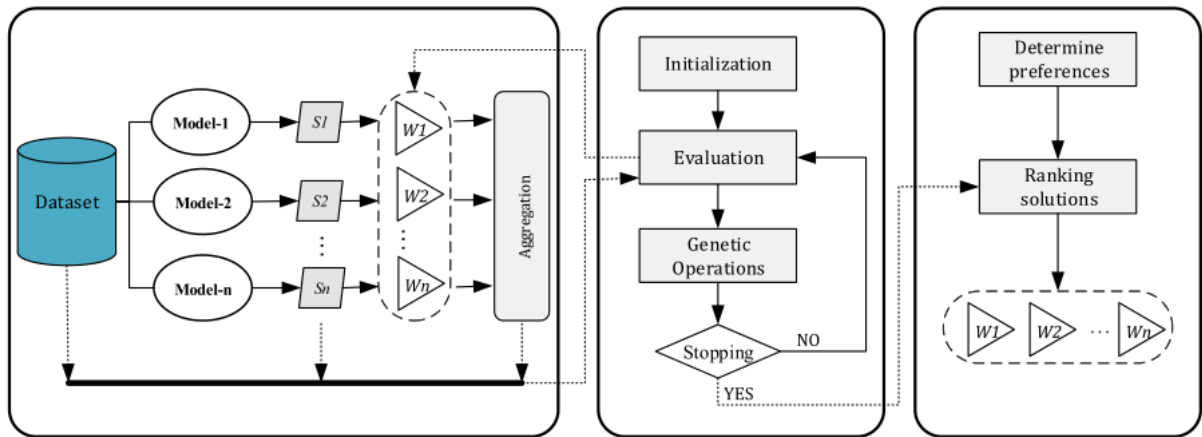 Dataset
Model-1
Model-2
Model-n
S1
S2
⋮
Sn
W1
W2
⋮
Wn
Aggregation
Initialization
Evaluation
Genetic
Operations
Stopping
NO
YES
Determine
preferences
Ranking
solutions
W1 W2 ... Wn